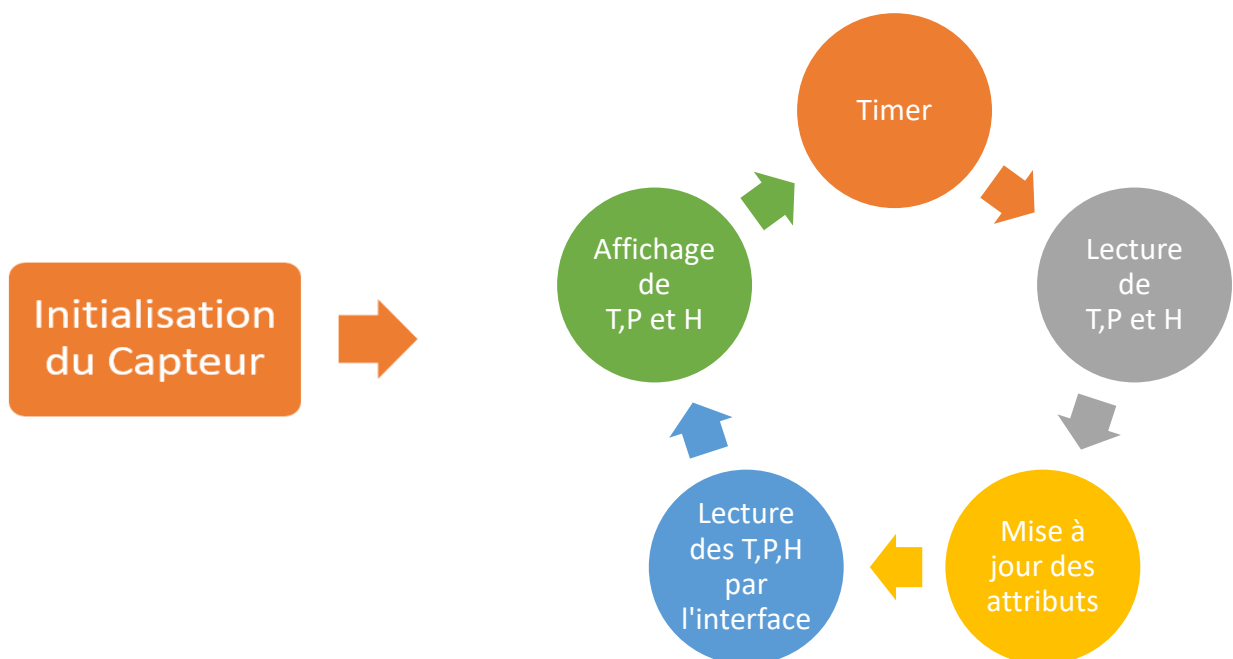 Initialisation
du Capteur
Timer
Lecture
de
T,P et H
Mise à
jour des
attributs
Lecture
des T,P,H
par
l'interface
Affichage
de
T,P et H